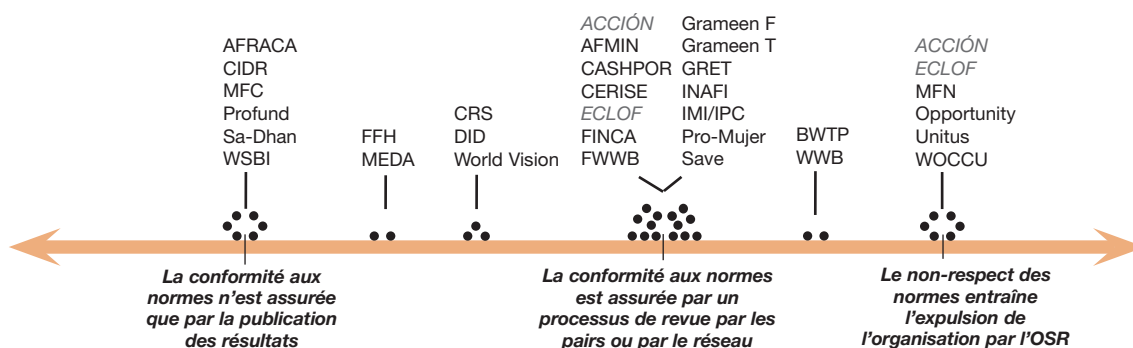 AFRACA
CIDR
MFC
Profund
Sa-Dhan
WSBI
FFH
MEDA
CRS
DID
World Vision
ACCIÓN
AFMIN
CASHPOR
CERISE
ECLOF
FINCA
FWWB
Grameen F
Grameen T
GRET
INAFI
IMI/IPC
Pro-Mujer
Save
BWTP
WWB
ACCIÓN
ECLOF
MFN
Opportunity
Unitus
WOCCU
La conformité aux
normes n'est assurée
que par la publication
des résultats
La conformité aux normes
est assurée par un
processus de revue par les
pairs ou par le réseau
Le non-respect des
normes entraîne
l'expulsion de
l'organisation par l'OSR